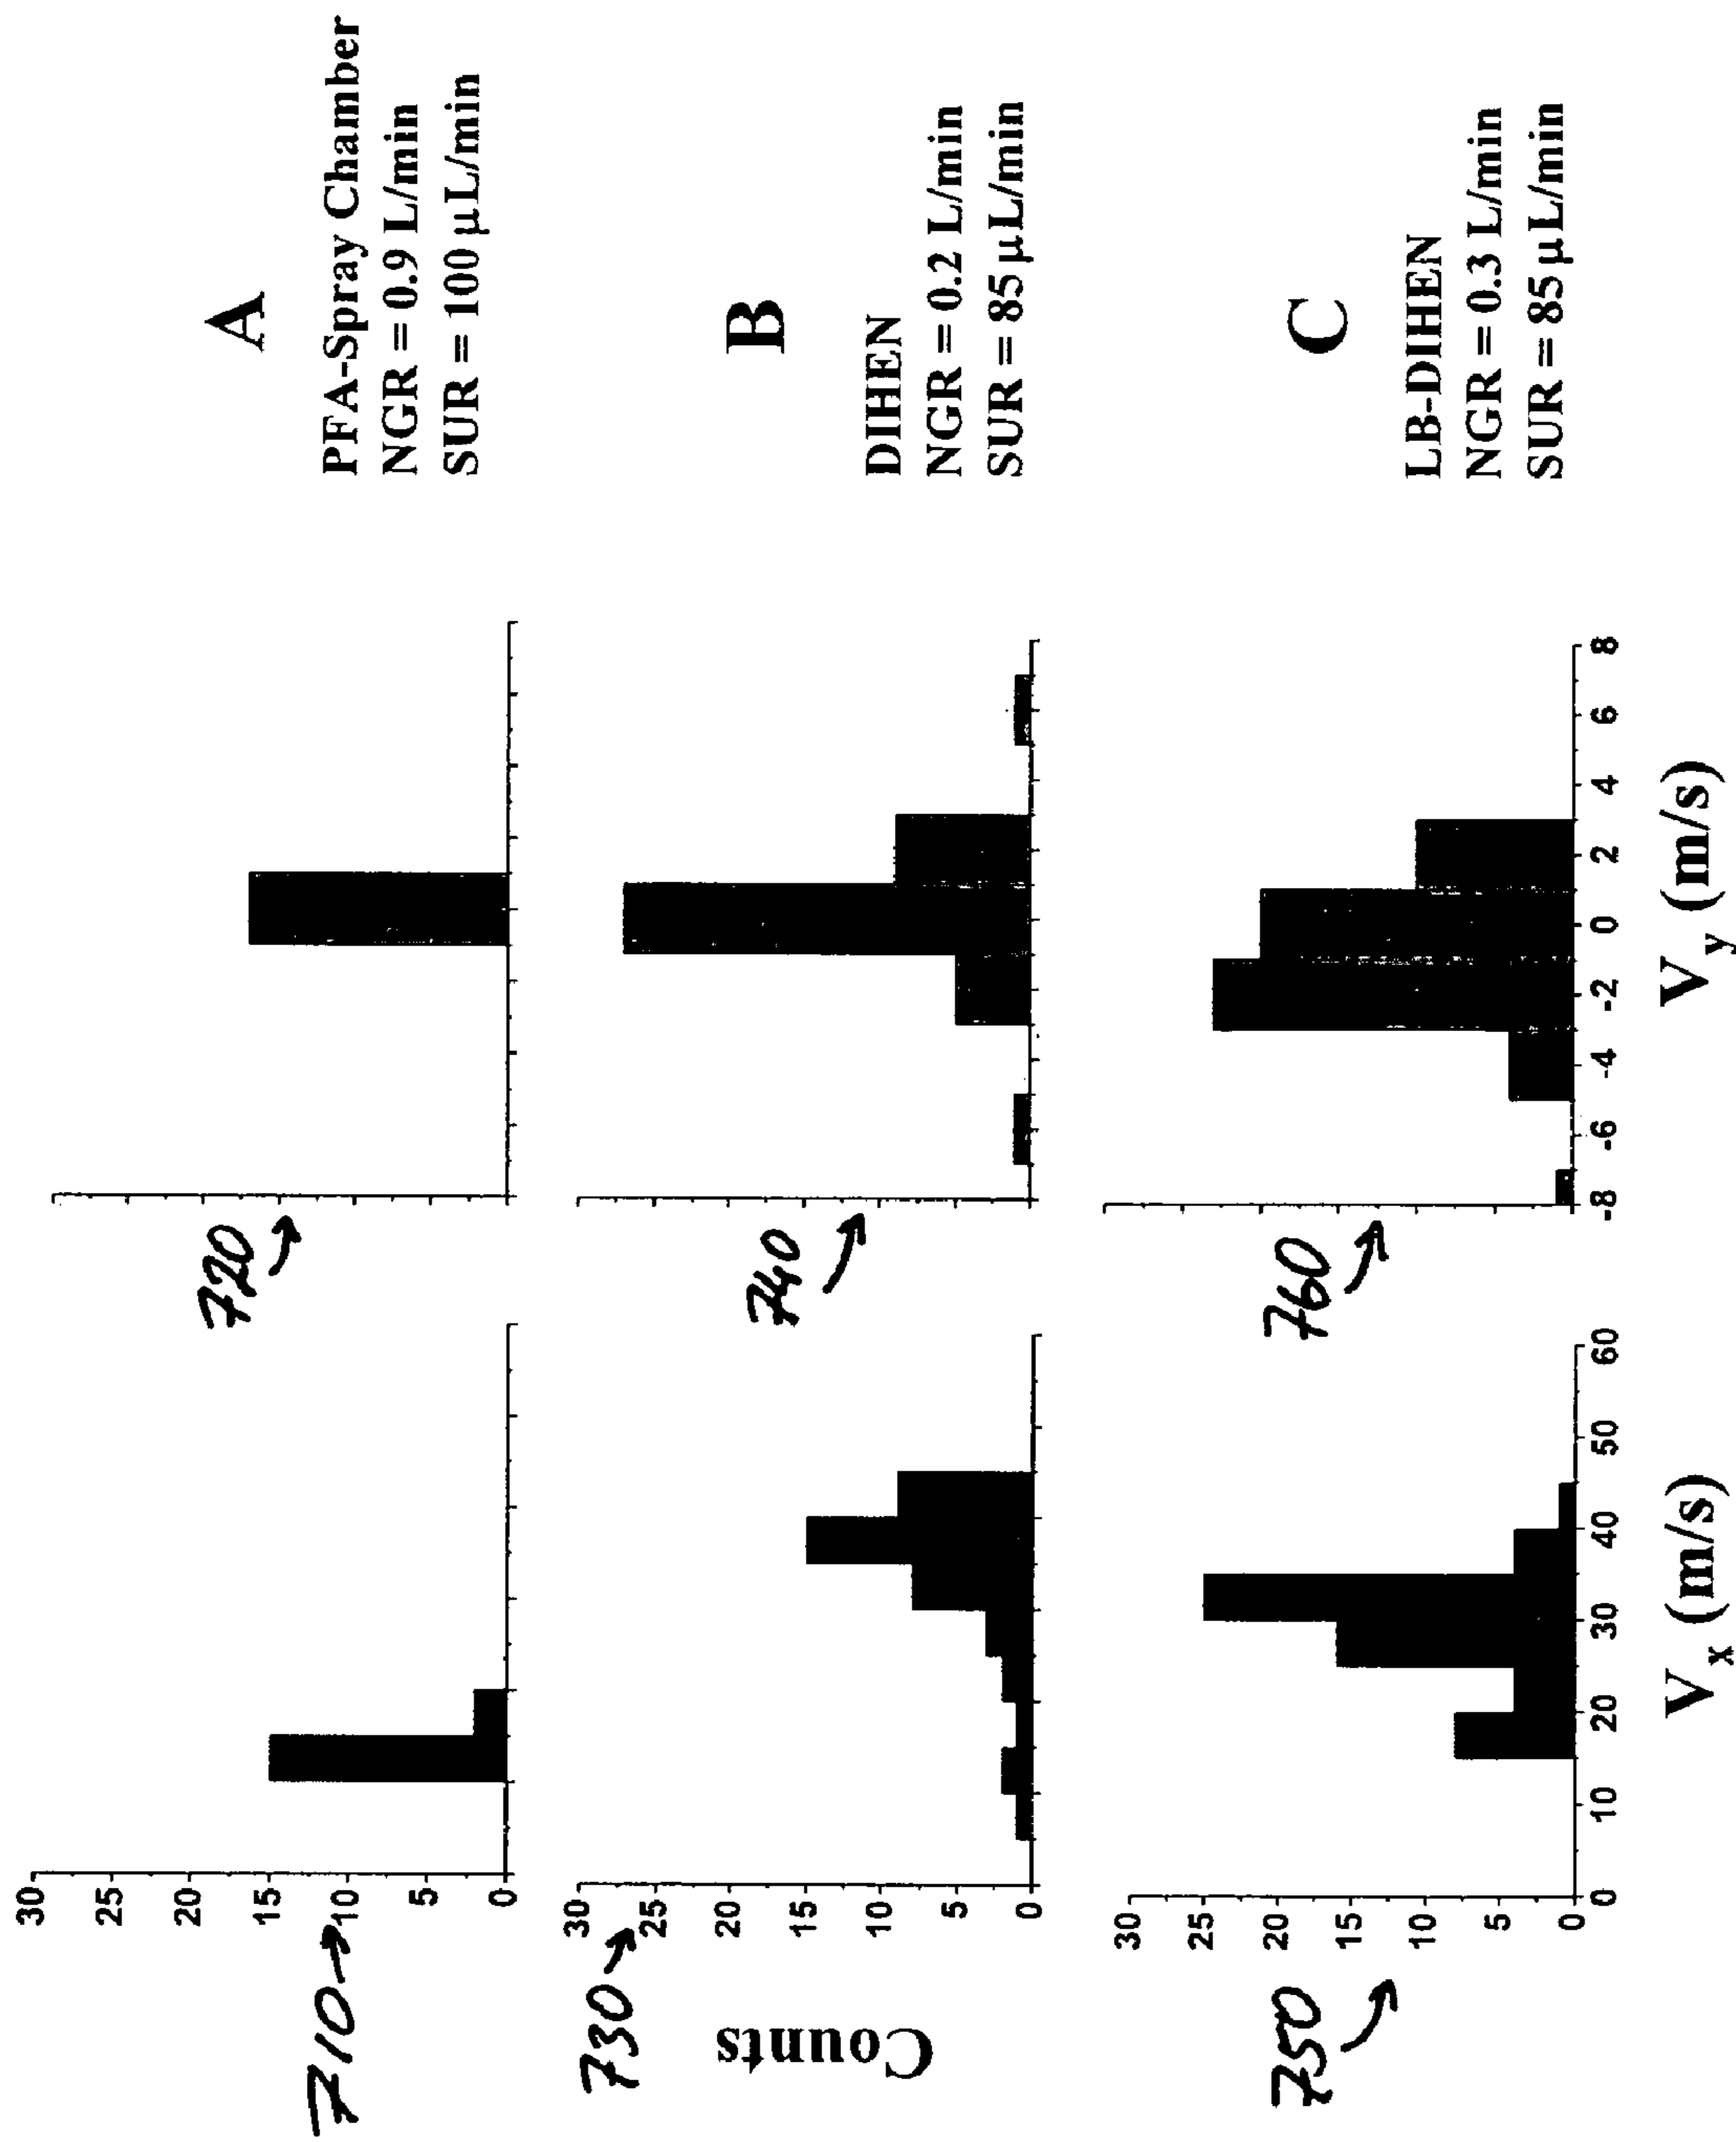 710
30
25
20
15
10
5
0
720
A
PFA-Spray Chamber
NGR = 0.9 L/min
SUR = 100 µL/min
Counts
730
30
25
20
15
10
5
0
740
B
DIHEN
NGR = 0.2 L/min
SUR = 85 µL/min
750
30
25
20
15
10
5
0
0 10 20 30 40 50 60
V x (m/s)
760
-8 -6 -4 -2 0 2 4 6 8
V y (m/s)
C
LB-DIHEN
NGR = 0.3 L/min
SUR = 85 µL/min